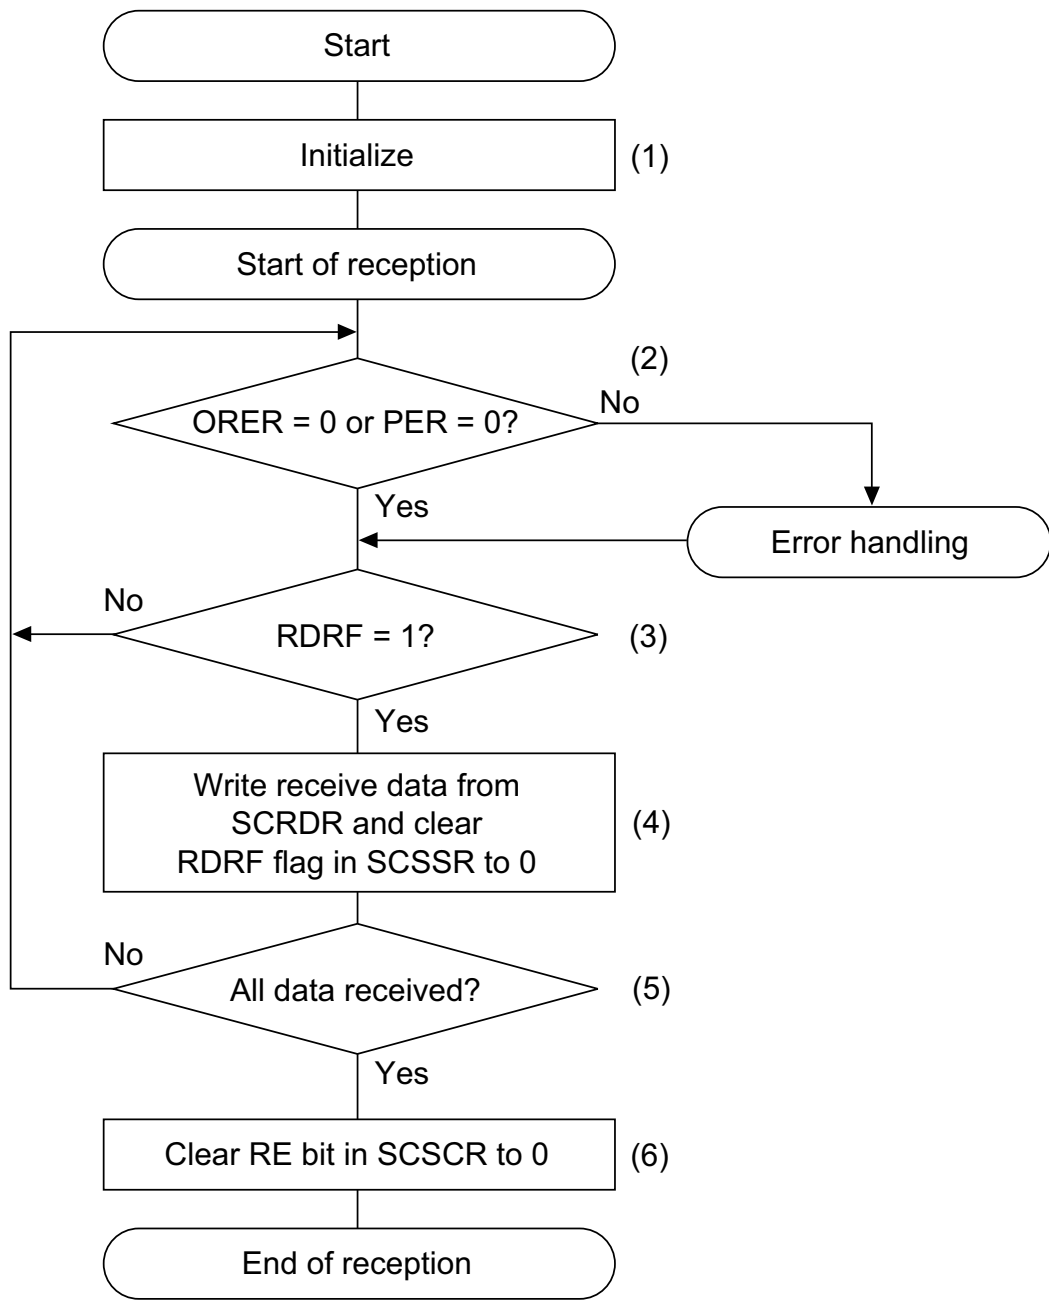 Start
Initialize
(1)
Start of reception
(2)
ORER = 0 or PER = 0?
No
Yes
Error handling
No
RDRF = 1?
(3)
Yes
Write receive data from
SCRDR and clear
RDRF flag in SCSSR to 0
(4)
No
All data received?
(5)
Yes
Clear RE bit in SCSCR to 0
(6)
End of reception